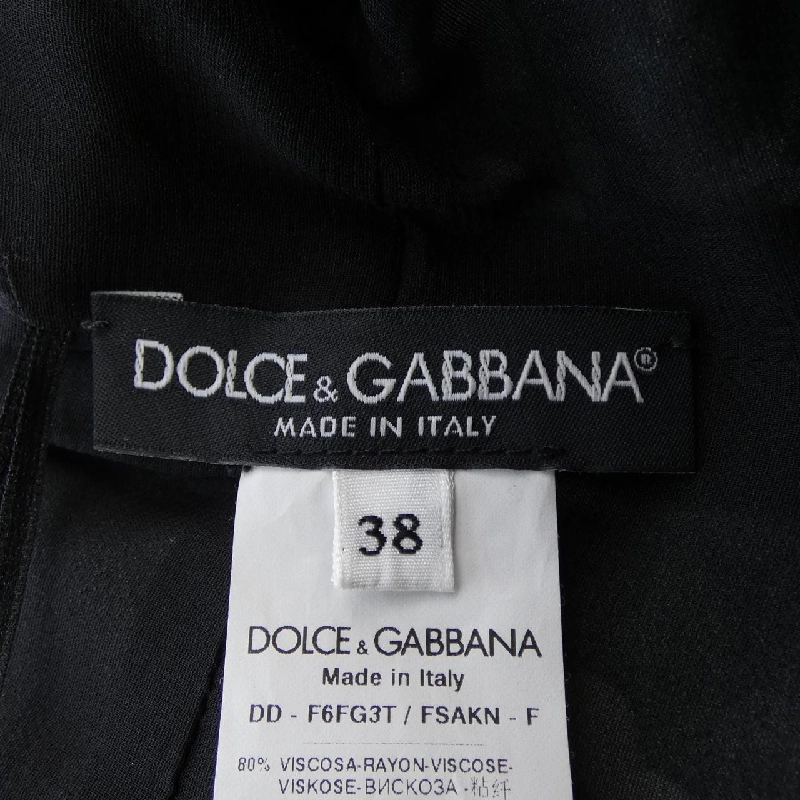 DOLCE & GABBANA®
MADE IN ITALY
38
DOLCE & GABBANA
Made in Italy
DD - F6FG3T / FSAKN - F
80% VISCOSA-RAYON-VISCOSE-
VISKOSE-ВИСКОЗА-粘纤